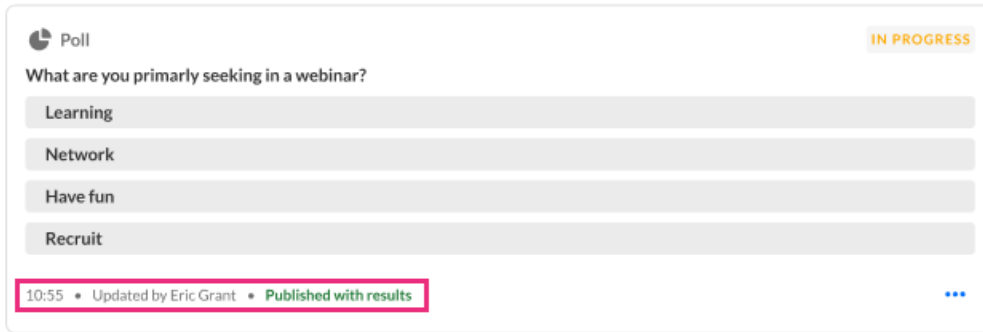 Poll
IN PROGRESS
What are you primarly seeking in a webinar?
Learning
Network
Have fun
Recruit
10:55 • Updated by Eric Grant • Published with results